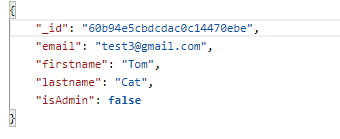 {
"_id": "60b94e5cbdcdac0c14470ebe",
"email": "test3@gmail.com",
"firstname": "Tom",
"lastname": "Cat",
"isAdmin": false
}